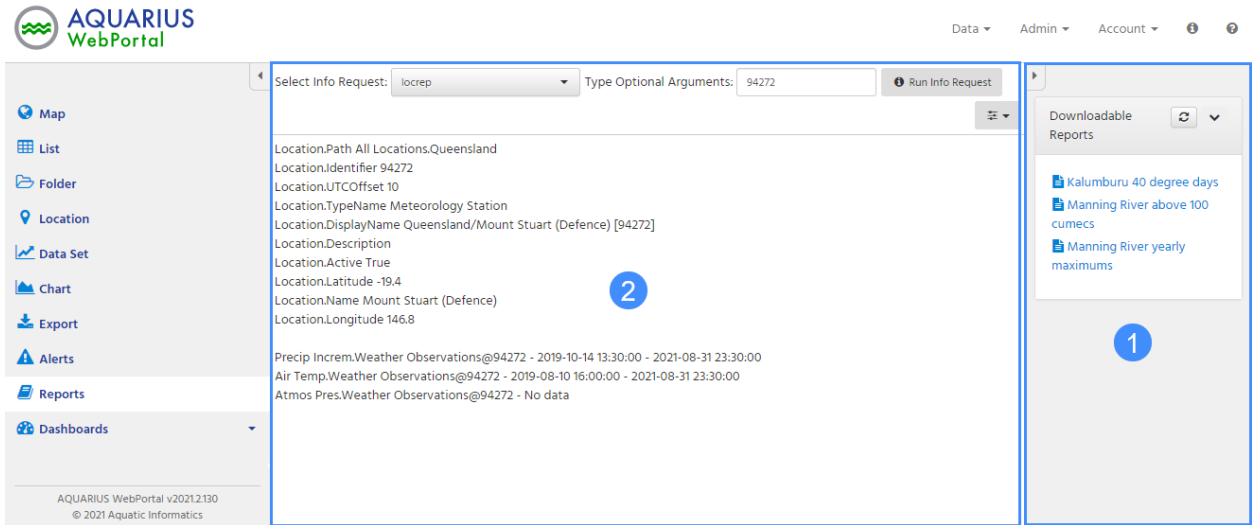 AQUARIUS
WebPortal
Data
Admin
Account
Map
List
Folder
Location
Data Set
Chart
Export
Alerts
Reports
Dashboards
AQUARIUS WebPortal v2021.2.130
© 2021 Aquatic Informatics
Select Info Request: locrep Type Optional Arguments: 94272 Run Info Request
Location.Path All Locations.Queensland
Location.Identifier 94272
Location.UTCOffset 10
Location.TypeName Meteorology Station
Location.DisplayName Queensland/Mount Stuart (Defence) [94272]
Location.Description
Location.Active True
Location.Latitude -19.4
Location.Name Mount Stuart (Defence)
Location.Longitude 146.8
Precip Increm.Weather Observations@94272 - 2019-10-14 13:30:00 - 2021-08-31 23:30:00
Air Temp.Weather Observations@94272 - 2019-08-10 16:00:00 - 2021-08-31 23:30:00
Atmos Pres.Weather Observations@94272 - No data
2
Downloadable
Reports
Kalumburu 40 degree days
Manning River above 100
cumecs
Manning River yearly
maximums
1